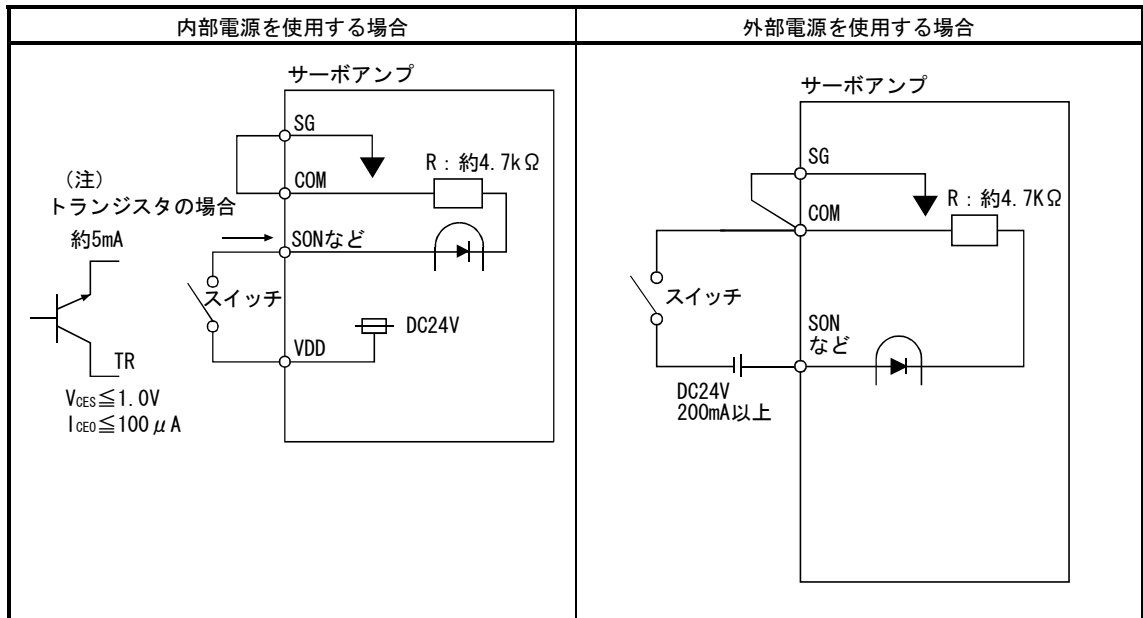 内部電源を使用する場合
サーボアンプ
SG
COM
R：約4.7kΩ
（注）
トランジスタの場合
約5mA
SONなど
スイッチ
DC24V
VDD
TR
VCES≦1.0V
ICEO≦100μA
外部電源を使用する場合
サーボアンプ
SG
COM
R：約4.7KΩ
スイッチ
SON
など
DC24V
200mA以上